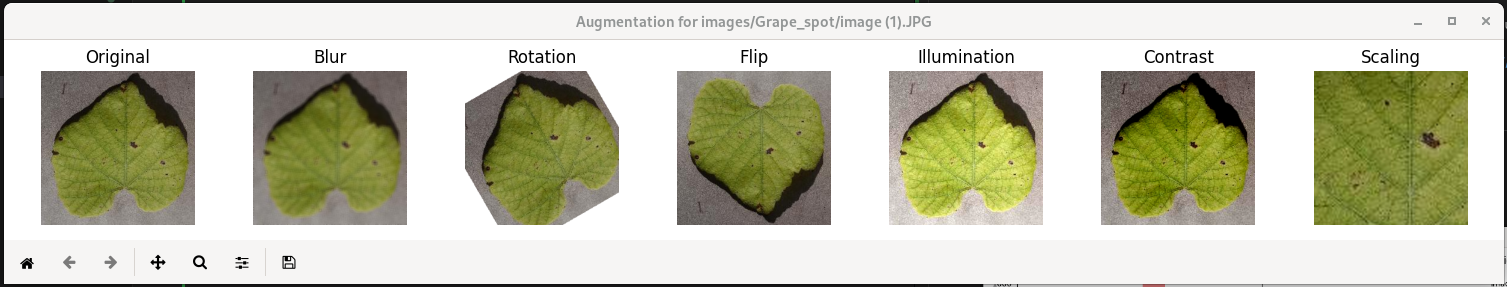 Augmentation for images/Grape_spot/image (1).JPG
Original Blur Rotation Flip Illumination Contrast Scaling